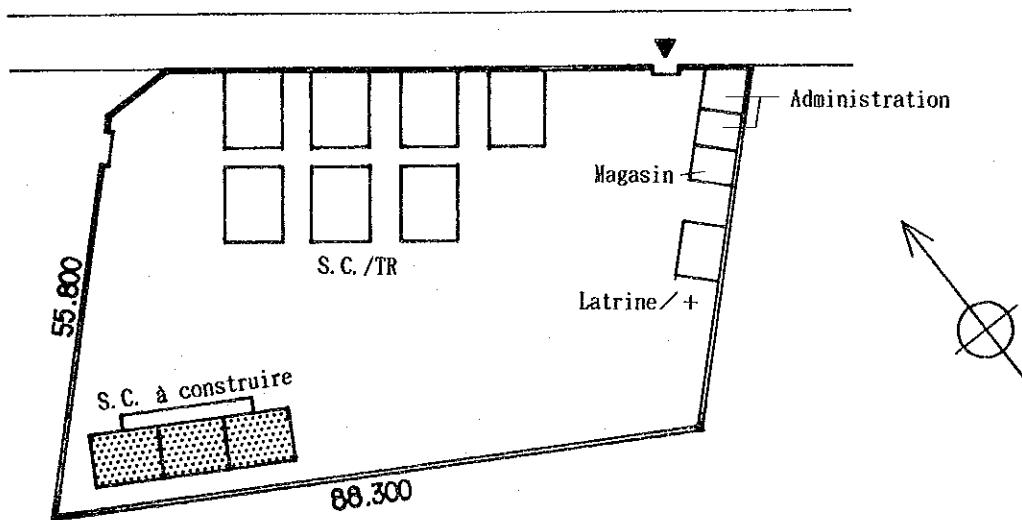 Administration
Magasin
S.C./TR
Latrine/+
55.800
S.C. à construire
88.300